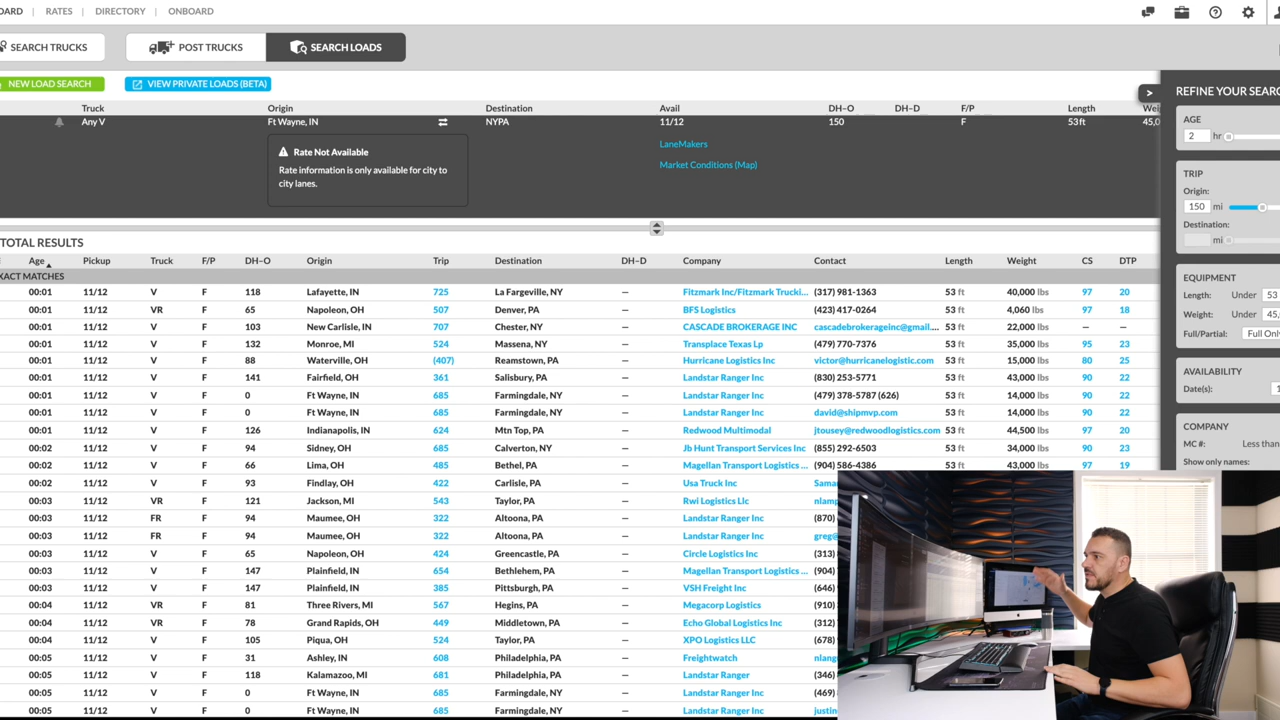 OARD RATES DIRECTORY ONBOARD
SEARCH TRUCKS POST TRUCKS SEARCH LOADS
NEW LOAD SEARCH VIEW PRIVATE LOADS (BETA)
Truck Origin Destination Avail DH–O DH–D F/P Length Wei
Any V Ft Wayne, IN NYPA 11/12 150 F 53 ft 45,0
Rate Not Available
Rate information is only available for city to
city lanes.
LaneMakers
Market Conditions (Map)
>
REFINE YOUR SEARC
AGE
2 hr
TRIP
Origin:
150 mi
Destination:
mi
EQUIPMENT
Length: Under 53
Weight: Under 45,
Full/Partial: Full Onl
AVAILABILITY
Date(s): 1
COMPANY
MC #: Less than
Show only names:
TOTAL RESULTS
Age Pickup Truck F/P DH–O Origin Trip Destination DH–D Company Contact Length Weight CS DTP
XACT MATCHES
00:01 11/12 V F 118 Lafayette, IN 725 La Fargeville, NY — Fitzmark Inc/Fitzmark Trucki... (317) 981-1363 53 ft 40,000 lbs 97 20
00:01 11/12 VR F 65 Napoleon, OH 507 Denver, PA — BFS Logistics (423) 417-0264 53 ft 4,060 lbs 97 18
00:01 11/12 V F 103 New Carlisle, IN 707 Chester, NY — CASCADE BROKERAGE INC cascadebrokerageinc@gmail.... 53 ft 22,000 lbs — —
00:01 11/12 V F 132 Monroe, MI 524 Massena, NY — Transplace Texas Lp (479) 770-7376 53 ft 35,000 lbs 95 23
00:01 11/12 V F 88 Waterville, OH (407) Reamstown, PA — Hurricane Logistics Inc victor@hurricanelogistic.com 53 ft 15,000 lbs 80 25
00:01 11/12 V F 141 Fairfield, OH 361 Salisbury, PA — Landstar Ranger Inc (830) 253-5771 53 ft 43,000 lbs 90 22
00:01 11/12 V F 0 Ft Wayne, IN 685 Farmingdale, NY — Landstar Ranger Inc (479) 378-5787 (626) 53 ft 14,000 lbs 90 22
00:01 11/12 V F 0 Ft Wayne, IN 685 Farmingdale, NY — Landstar Ranger Inc david@shipmvp.com 53 ft 14,000 lbs 90 22
00:01 11/12 V F 126 Indianapolis, IN 624 Mtn Top, PA — Redwood Multimodal jtousey@redwoodlogistics.com 53 ft 44,500 lbs 97 20
00:02 11/12 V F 94 Sidney, OH 685 Calverton, NY — Jb Hunt Transport Services Inc (855) 292-6503 53 ft 34,000 lbs 90 23
00:02 11/12 V F 66 Lima, OH 485 Bethel, PA — Magellan Transport Logistics ... (904) 586-4386 53 ft 43,000 lbs 97 19
00:02 11/12 V F 93 Findlay, OH 422 Carlisle, PA — Usa Truck Inc Sama
00:03 11/12 VR F 121 Jackson, MI 543 Taylor, PA — Rwi Logistics Llc nlamp
00:03 11/12 FR F 94 Maumee, OH 322 Altoona, PA — Landstar Ranger Inc (870)
00:03 11/12 FR F 94 Maumee, OH 322 Altoona, PA — Landstar Ranger Inc greg@
00:03 11/12 V F 65 Napoleon, OH 424 Greencastle, PA — Circle Logistics Inc (313)
00:03 11/12 V F 147 Plainfield, IN 654 Bethlehem, PA — Magellan Transport Logistics ... (904)
00:03 11/12 V F 147 Plainfield, IN 385 Pittsburgh, PA — VSH Freight Inc (646)
00:04 11/12 VR F 81 Three Rivers, MI 567 Hegins, PA — Megacorp Logistics (910)
00:04 11/12 VR F 78 Grand Rapids, OH 449 Middletown, PA — Echo Global Logistics Inc (312)
00:04 11/12 V F 105 Piqua, OH 524 Taylor, PA — XPO Logistics LLC (678)
00:05 11/12 V F 31 Ashley, IN 608 Philadelphia, PA — Freightwatch nlang
00:05 11/12 V F 118 Kalamazoo, MI 681 Philadelphia, PA — Landstar Ranger (346)
00:05 11/12 V F 0 Ft Wayne, IN 685 Farmingdale, NY — Landstar Ranger Inc (469)
00:05 11/12 V F 0 Ft Wayne, IN 685 Farmingdale, NY — Landstar Ranger Inc justin